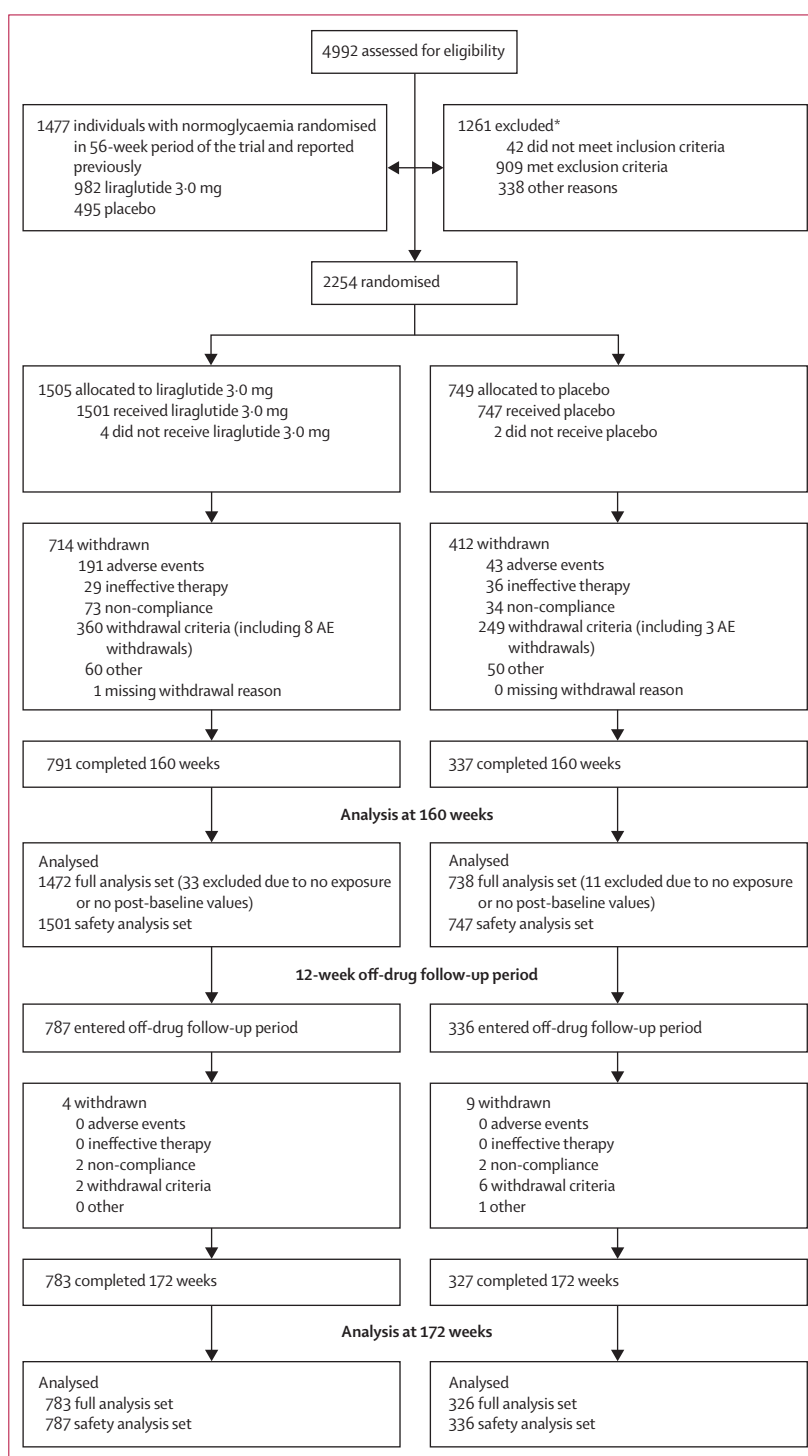 4992 assessed for eligibility
1477 individuals with normoglycaemia randomised
in 56-week period of the trial and reported
previously
982 liraglutide 3·0 mg
495 placebo
1261 excluded*
42 did not meet inclusion criteria
909 met exclusion criteria
338 other reasons
2254 randomised
1505 allocated to liraglutide 3·0 mg
1501 received liraglutide 3·0 mg
4 did not receive liraglutide 3·0 mg
749 allocated to placebo
747 received placebo
2 did not receive placebo
714 withdrawn
191 adverse events
29 ineffective therapy
73 non-compliance
360 withdrawal criteria (including 8 AE
withdrawals)
60 other
1 missing withdrawal reason
412 withdrawn
43 adverse events
36 ineffective therapy
34 non-compliance
249 withdrawal criteria (including 3 AE
withdrawals)
50 other
0 missing withdrawal reason
791 completed 160 weeks
337 completed 160 weeks
Analysis at 160 weeks
Analysed
1472 full analysis set (33 excluded due to no exposure
or no post-baseline values)
1501 safety analysis set
Analysed
738 full analysis set (11 excluded due to no exposure
or no post-baseline values)
747 safety analysis set
12-week off-drug follow-up period
787 entered off-drug follow-up period
336 entered off-drug follow-up period
4 withdrawn
0 adverse events
0 ineffective therapy
2 non-compliance
2 withdrawal criteria
0 other
9 withdrawn
0 adverse events
0 ineffective therapy
2 non-compliance
6 withdrawal criteria
1 other
783 completed 172 weeks
327 completed 172 weeks
Analysis at 172 weeks
Analysed
783 full analysis set
787 safety analysis set
Analysed
326 full analysis set
336 safety analysis set